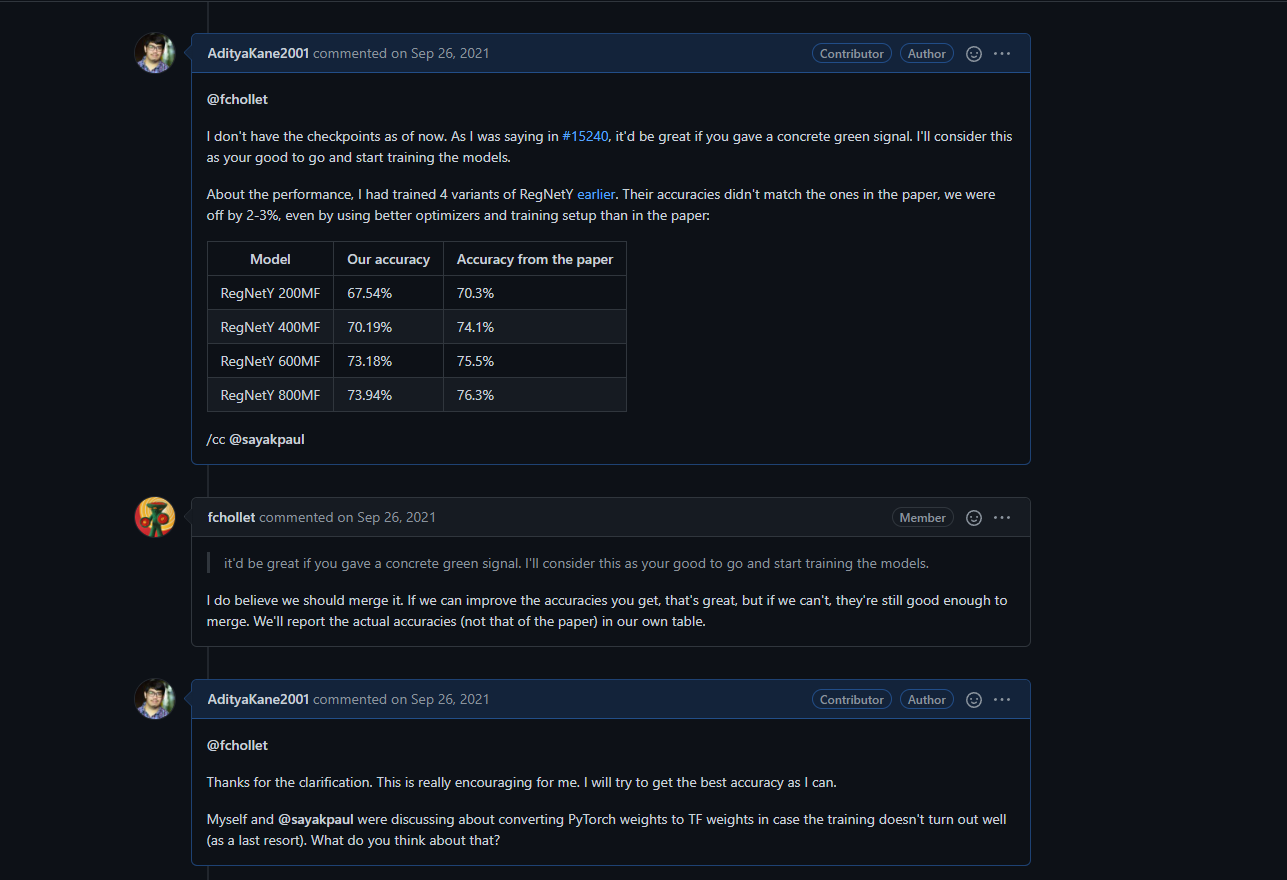 AdityaKane2001 commented on Sep 26, 2021 Contributor Author
@fchollet
I don't have the checkpoints as of now. As I was saying in #15240, it'd be great if you gave a concrete green signal. I'll consider this
as your good to go and start training the models.
About the performance, I had trained 4 variants of RegNetY earlier. Their accuracies didn't match the ones in the paper, we were
off by 2-3%, even by using better optimizers and training setup than in the paper:
Model Our accuracy Accuracy from the paper
RegNetY 200MF 67.54% 70.3%
RegNetY 400MF 70.19% 74.1%
RegNetY 600MF 73.18% 75.5%
RegNetY 800MF 73.94% 76.3%
/cc @sayakpaul
fchollet commented on Sep 26, 2021 Member
it'd be great if you gave a concrete green signal. I'll consider this as your good to go and start training the models.
I do believe we should merge it. If we can improve the accuracies you get, that's great, but if we can't, they're still good enough to
merge. We'll report the actual accuracies (not that of the paper) in our own table.
AdityaKane2001 commented on Sep 26, 2021 Contributor Author
@fchollet
Thanks for the clarification. This is really encouraging for me. I will try to get the best accuracy as I can.
Myself and @sayakpaul were discussing about converting PyTorch weights to TF weights in case the training doesn't turn out well
(as a last resort). What do you think about that?